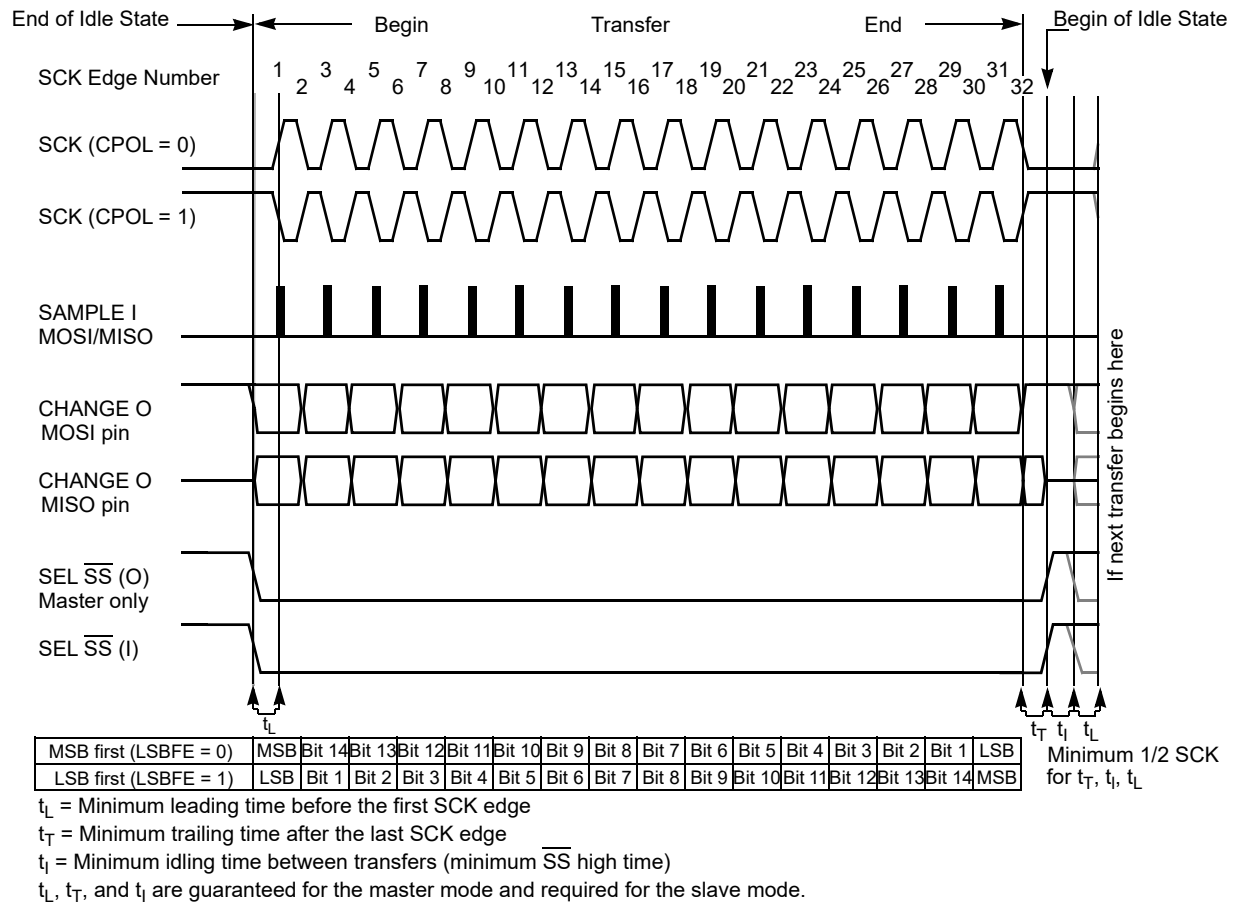 End of Idle State
Begin
Transfer
End
Begin of Idle State
SCK Edge Number
1 2 3 4 5 6 7 8 9 10 11 12 13 14 15 16 17 18 19 20 21 22 23 24 25 26 27 28 29 30 31 32
SCK (CPOL = 0)
SCK (CPOL = 1)
SAMPLE I
MOSI/MISO
CHANGE O
MOSI pin
CHANGE O
MISO pin
SEL S̅S̅ (O)
Master only
SEL S̅S̅ (I)
If next transfer begins here
tL
tT tI tL
MSB first (LSBFE = 0) MSB Bit 14 Bit 13 Bit 12 Bit 11 Bit 10 Bit 9 Bit 8 Bit 7 Bit 6 Bit 5 Bit 4 Bit 3 Bit 2 Bit 1 LSB
LSB first (LSBFE = 1) LSB Bit 1 Bit 2 Bit 3 Bit 4 Bit 5 Bit 6 Bit 7 Bit 8 Bit 9 Bit 10 Bit 11 Bit 12 Bit 13 Bit 14 MSB
Minimum 1/2 SCK
for tT, tI, tL
tL = Minimum leading time before the first SCK edge
tT = Minimum trailing time after the last SCK edge
tI = Minimum idling time between transfers (minimum S̅S̅ high time)
tL, tT, and tI are guaranteed for the master mode and required for the slave mode.